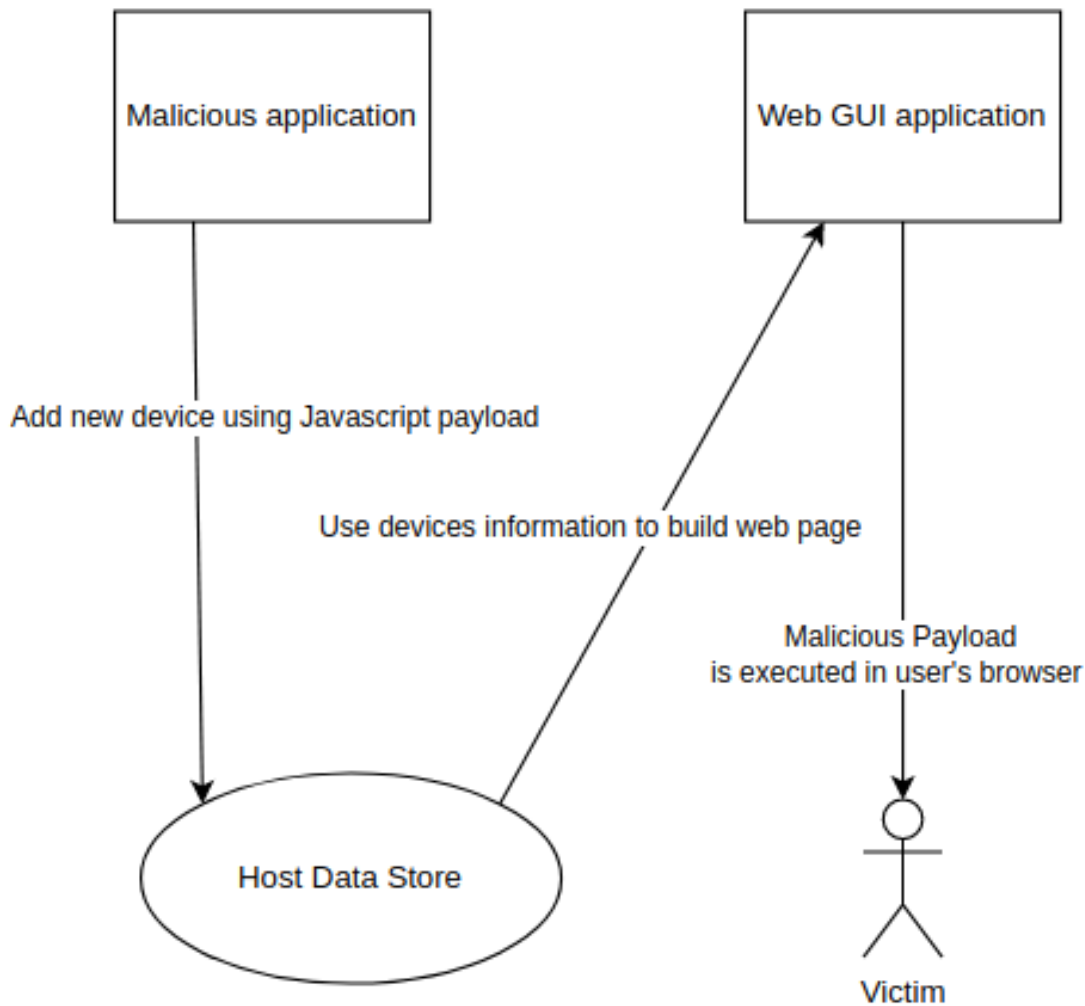 Malicious application
Web GUI application
Add new device using Javascript payload
Use devices information to build web page
Malicious Payload
is executed in user's browser
Host Data Store
Victim